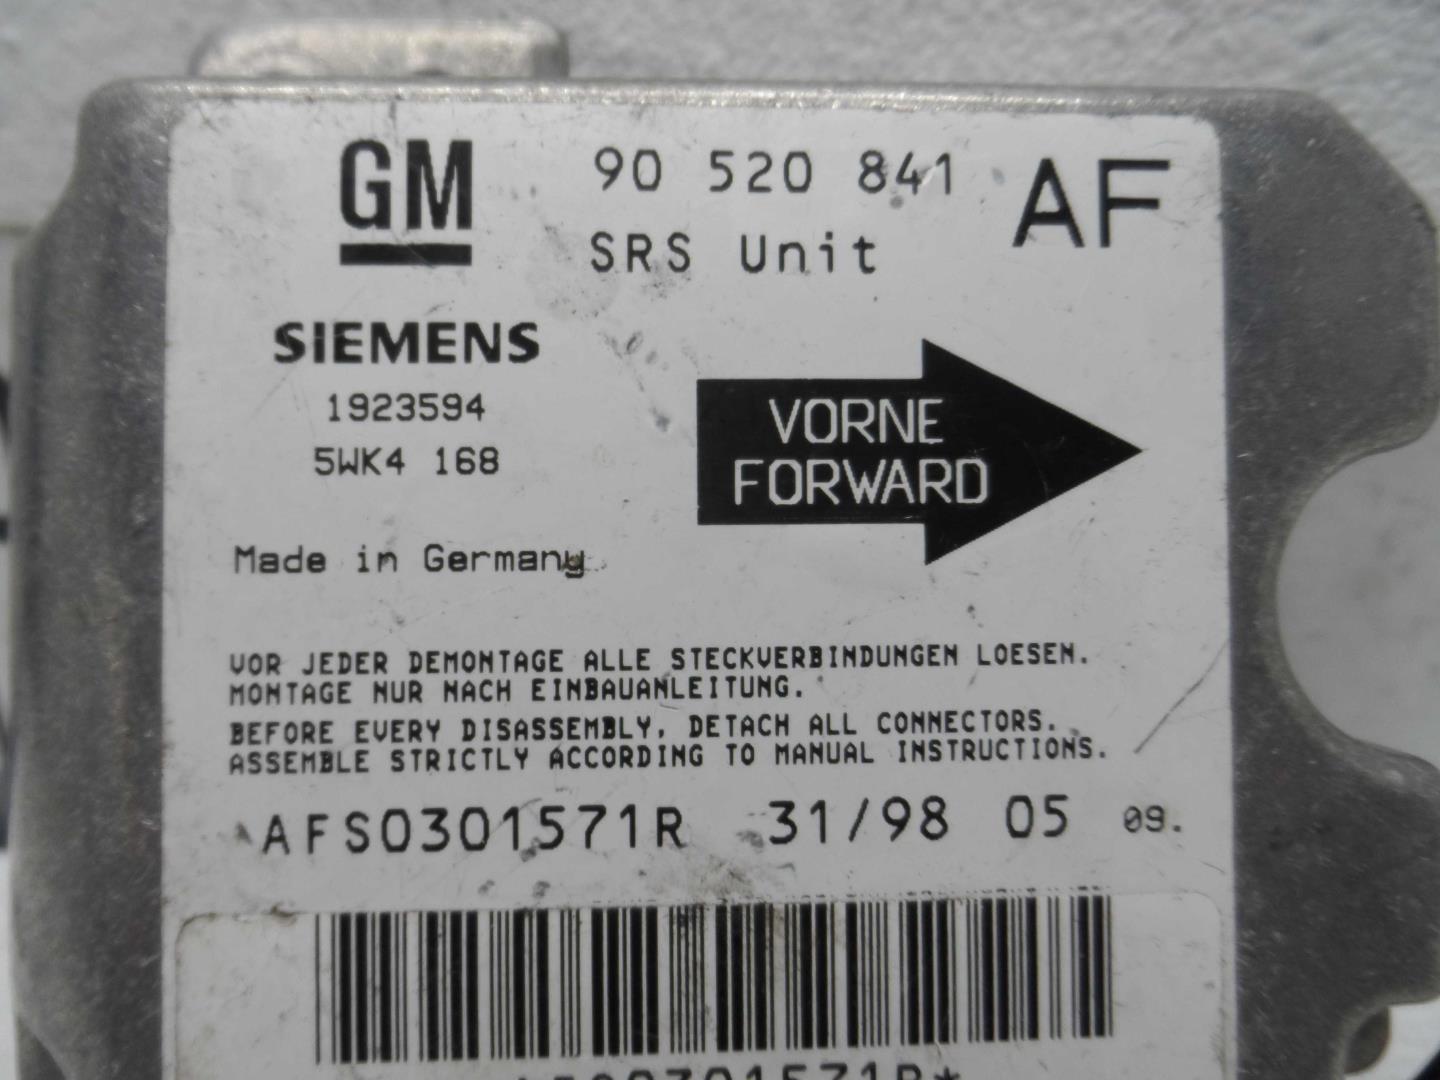 GM
90 520 841 AF
SRS Unit
SIEMENS
1923594
5WK4 168
VORNE
FORWARD
Made in Germany
VOR JEDER DEMONTAGE ALLE STECKVERBINDUNGEN LOESEN.
MONTAGE NUR NACH EINBAUANLEITUNG.
BEFORE EVERY DISASSEMBLY, DETACH ALL CONNECTORS.
ASSEMBLE STRICTLY ACCORDING TO MANUAL INSTRUCTIONS.
AFS0301571R 31/98 05 09.